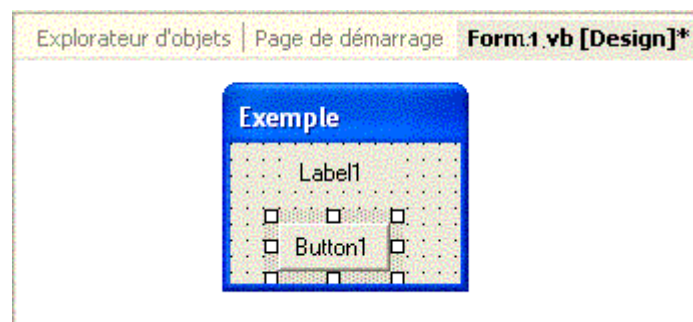 Explorateur d'objets | Page de démarrage Form1.vb [Design]*
Exemple
Label1
Button1